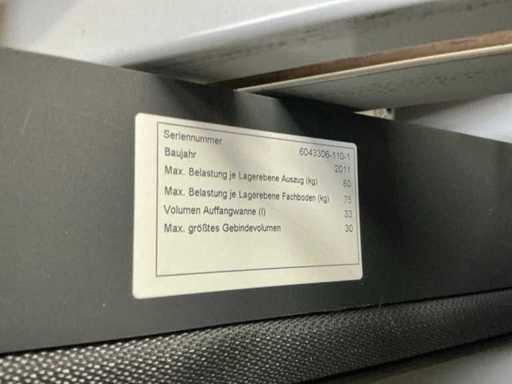 Seriennummer 6043306-110-1
Baujahr 2011
Max. Belastung je Lagerebene Auszug (kg) 60
Max. Belastung je Lagerebene Fachboden (kg) 75
Volumen Auffangwanne (l) 33
Max. größtes Gebindevolumen 30